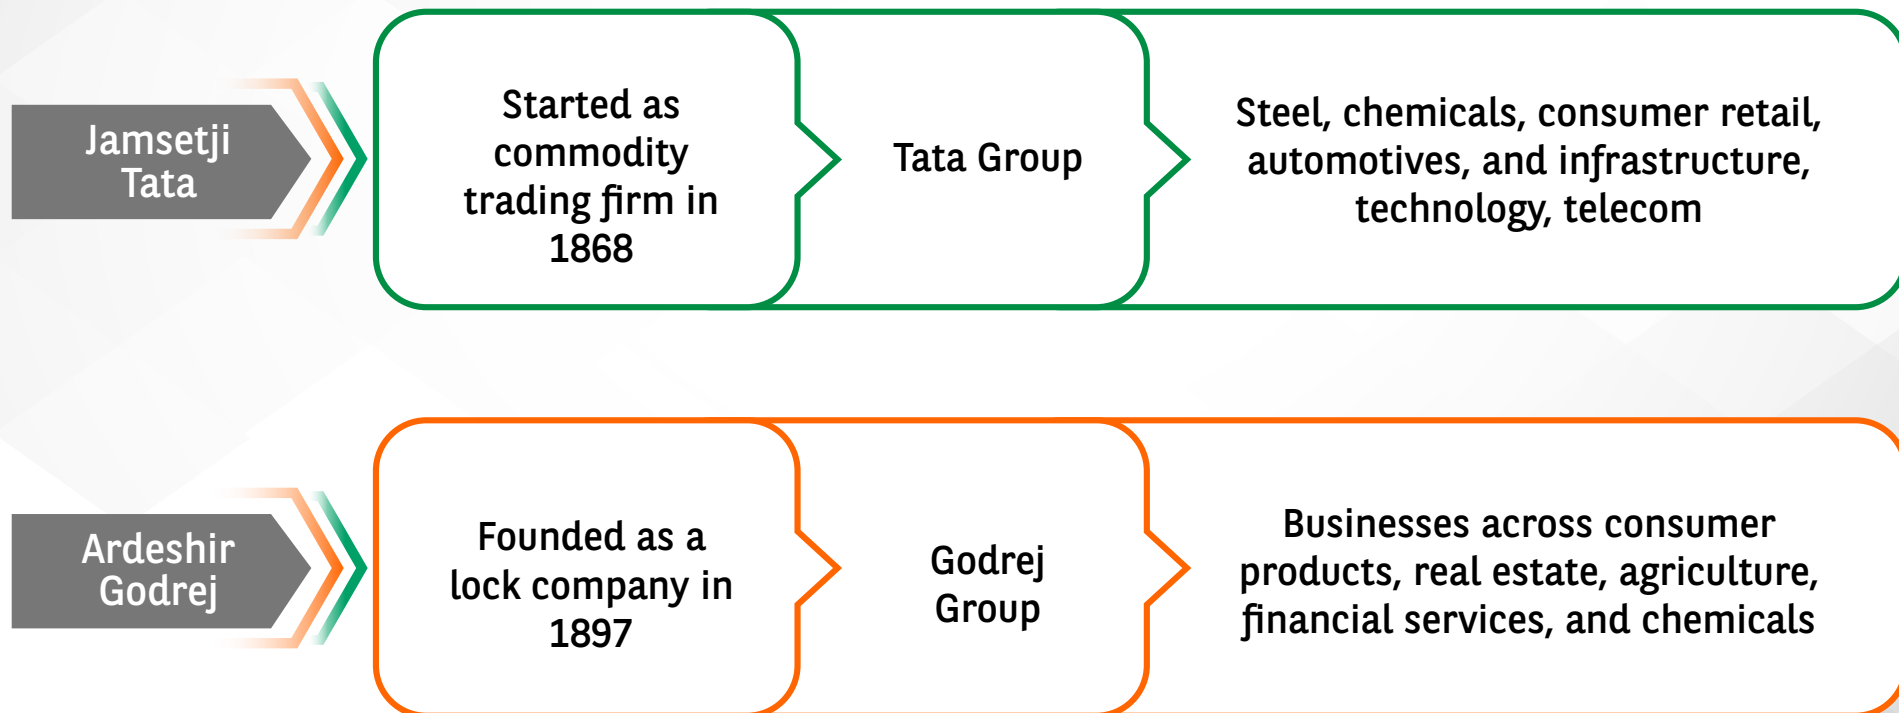 Jamsetji
Tata
Started as
commodity
trading firm in
1868
Tata Group
Steel, chemicals, consumer retail,
automotives, and infrastructure,
technology, telecom
Ardeshir
Godrej
Founded as a
lock company in
1897
Godrej
Group
Businesses across consumer
products, real estate, agriculture,
financial services, and chemicals